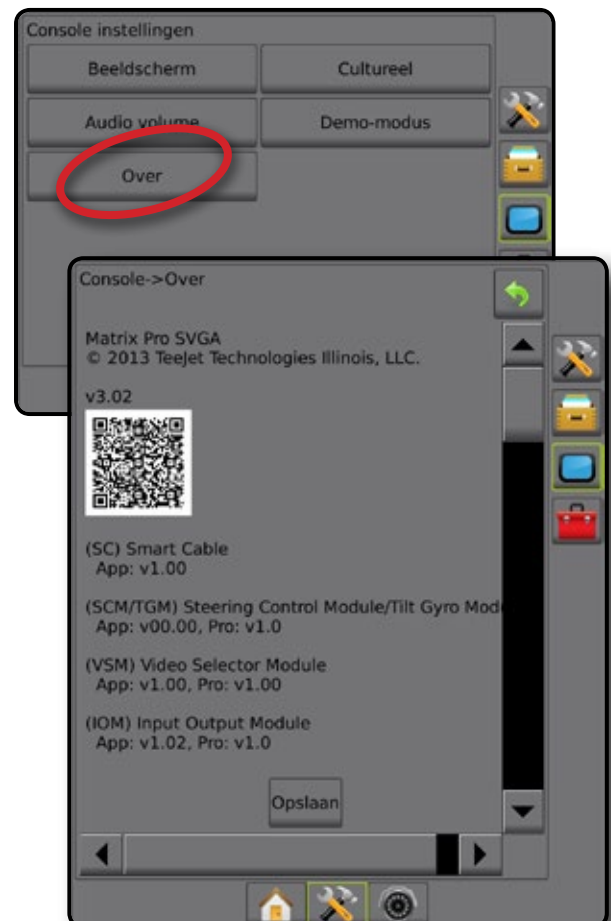 Console instellingen
Beeldscherm
Cultureel
Audio volume
Demo-modus
Over
Console->Over
Matrix Pro SVGA
© 2013 TeeJet Technologies Illinois, LLC.
v3.02
(SC) Smart Cable
App: v1.00
(SCM/TGM) Steering Control Module/Tilt Gyro Modu
App: v00.00, Pro: v1.0
(VSM) Video Selector Module
App: v1.00, Pro: v1.00
(IOM) Input Output Module
App: v1.02, Pro: v1.0
Opslaan